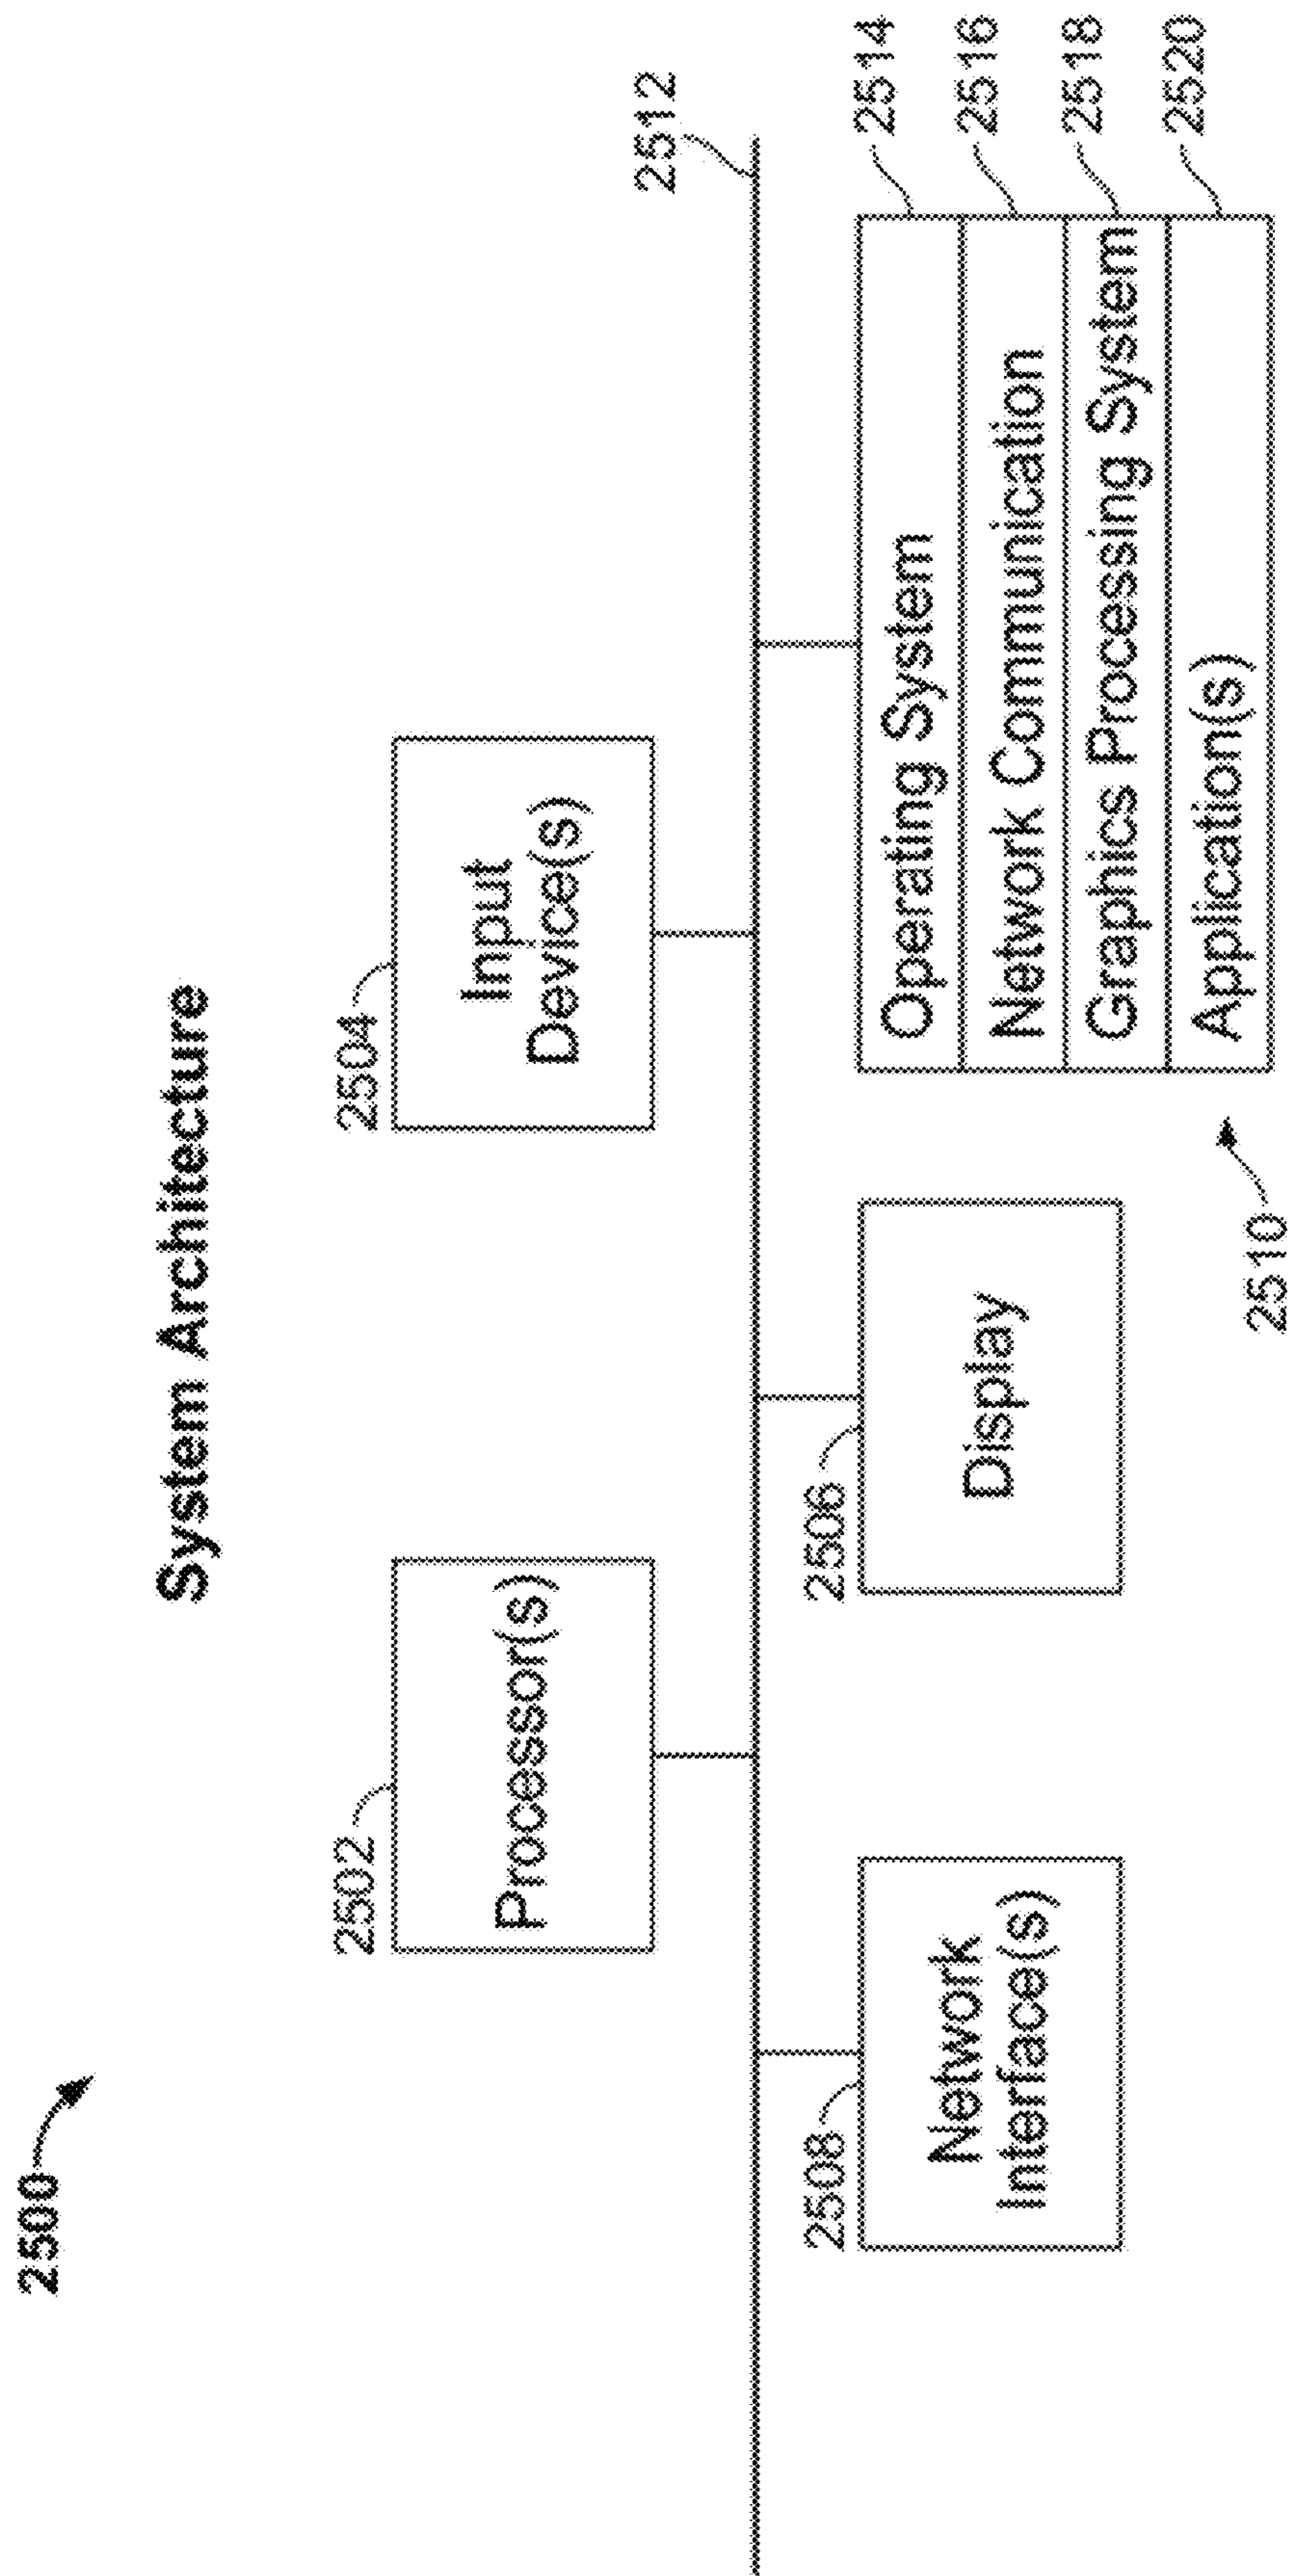 2500
System Architecture
2502
Processor(s)
2504
Input
Device(s)
2512
2508
Network
Interface(s)
2506
Display
Operating System
2514
Network Communication
2516
Graphics Processing System
2518
Application(s)
2520
2510